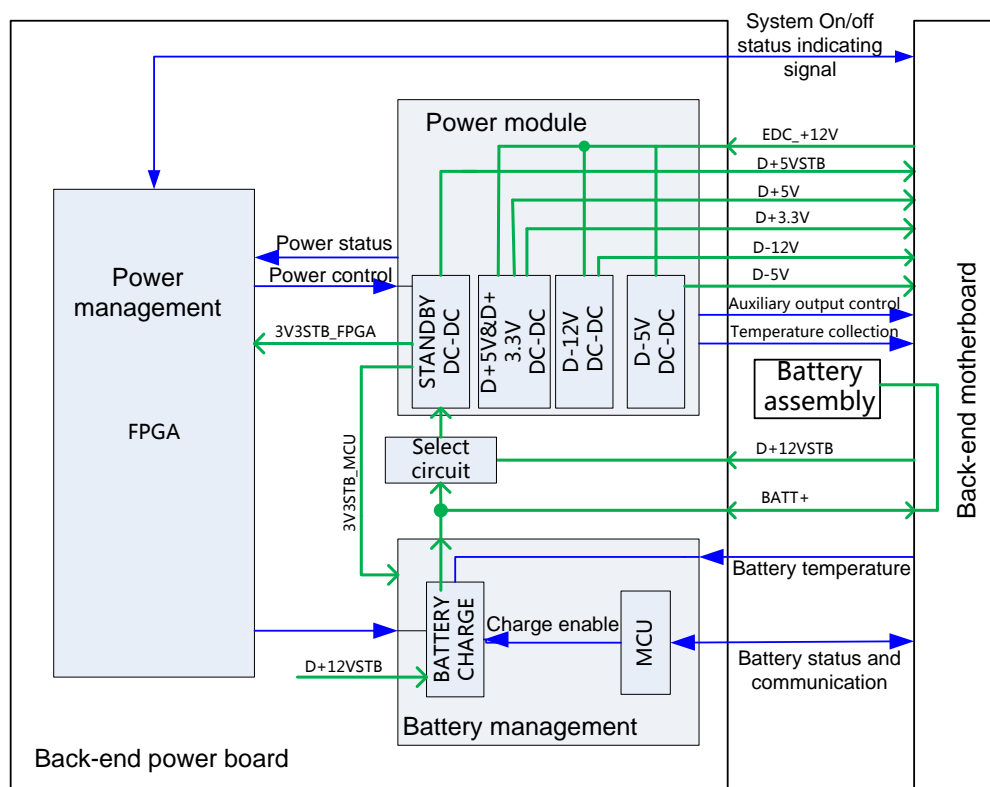 System On/off
status indicating
signal
Power module
EDC_+12V
D+5VSTB
D+5V
D+3.3V
D-12V
D-5V
Auxiliary output control
Temperature collection
Power status
Power control
Power
management
FPGA
3V3STB_FPGA
STANDBY
DC-DC
D+5V&D+
3.3V
DC-DC
D-12V
DC-DC
D-5V
DC-DC
Battery
assembly
Back-end motherboard
Select
circuit
D+12VSTB
3V3STB_MCU
BATT+
Battery temperature
BATTERY
CHARGE
Charge enable
MCU
D+12VSTB
Battery status and
communication
Battery management
Back-end power board